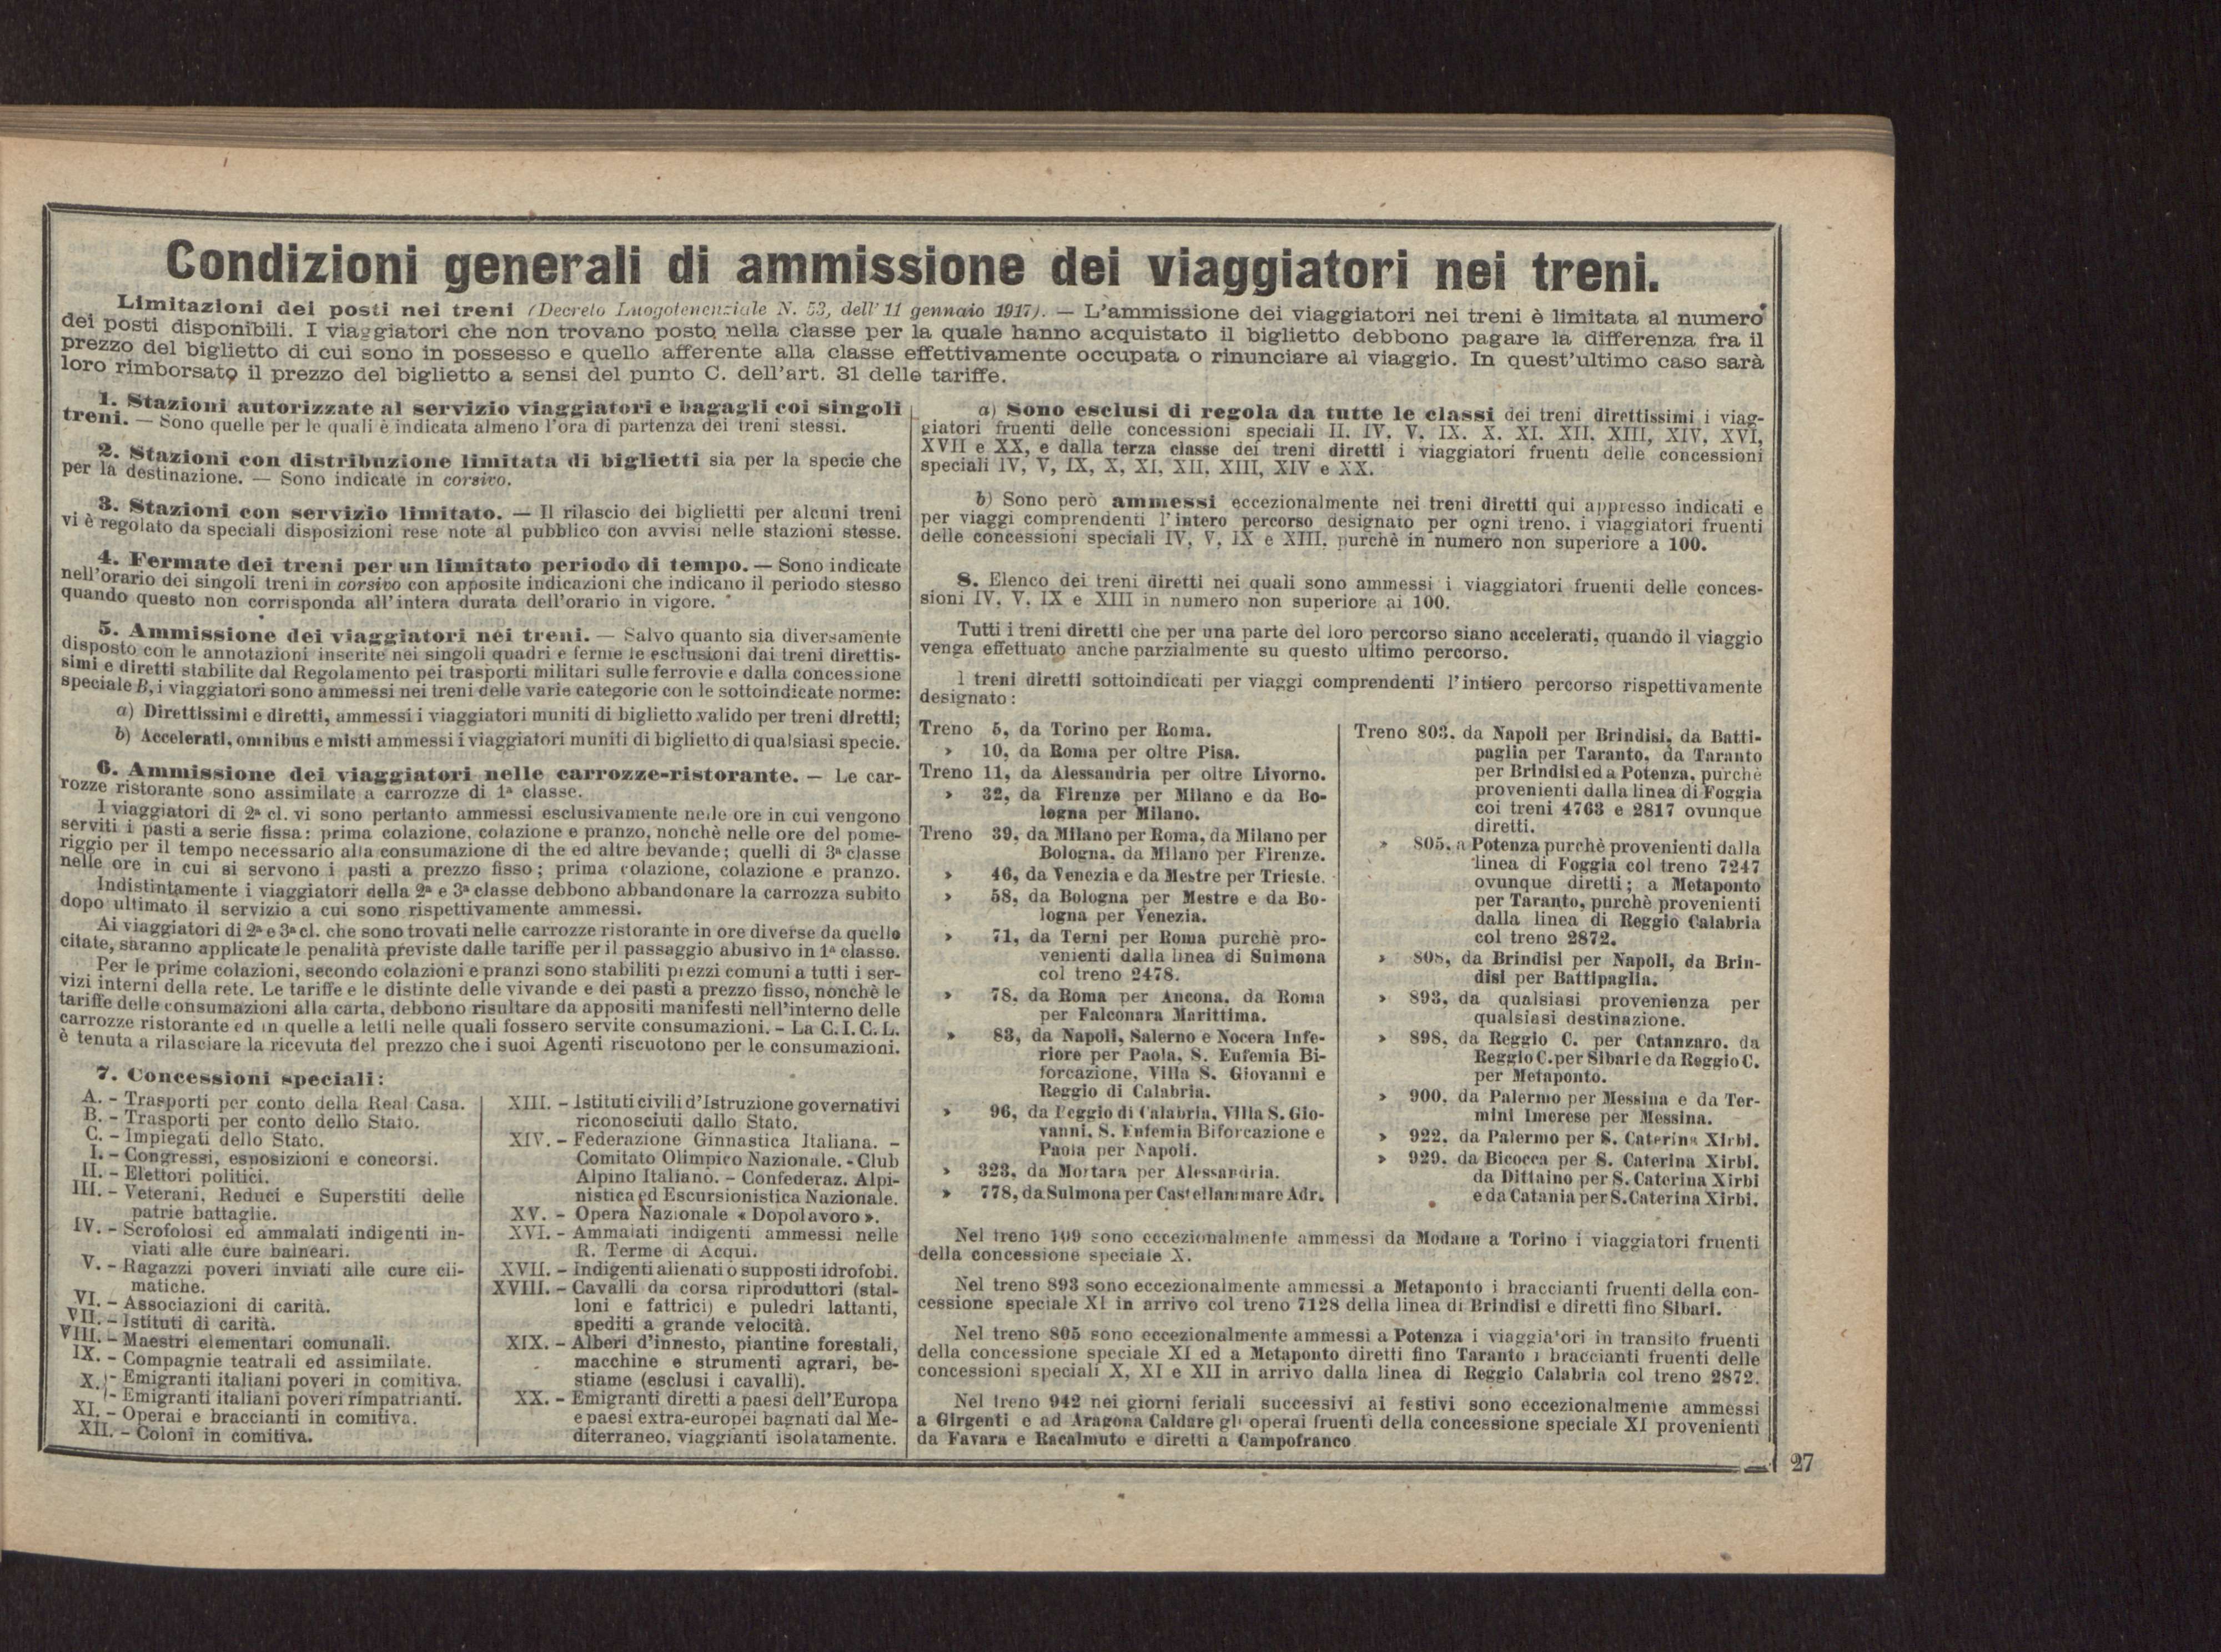 Condizioni generali di ammissione dei viaggiatori nei treni.
Limitazioni dei posti nei treni (Decreto Luogotenenziale N. 53, dell' 11 gennaio 1917). — L'ammissione dei viaggiatori nei treni è limitata al numero
dei posti disponibili. I viaggiatori che non trovano posto nella classe per la quale hanno acquistato il biglietto debbono pagare la differenza fra il
prezzo del biglietto di cui sono in possesso e quello afferente alla classe effettivamente occupata o rinunciare al viaggio. In quest'ultimo caso sarà
loro rimborsato il prezzo del biglietto a sensi del punto C. dell'art. 31 delle tariffe.
1. Stazioni autorizzate al servizio viaggiatori e bagagli coi singoli
treni. — Sono quelle per le quali è indicata almeno l'ora di partenza dei treni stessi.
2. Stazioni con distribuzione limitata di biglietti sia per la specie che
per la destinazione. — Sono indicate in corsivo.
3. Stazioni con servizio limitato. — Il rilascio dei biglietti per alcuni treni
vi è regolato da speciali disposizioni rese note al pubblico con avvisi nelle stazioni stesse.
4. Fermate dei treni per un limitato periodo di tempo. — Sono indicate
nell'orario dei singoli treni in corsivo con apposite indicazioni che indicano il periodo stesso
quando questo non corrisponda all'intera durata dell'orario in vigore.
5. Ammissione dei viaggiatori nei treni. — Salvo quanto sia diversamente
disposto con le annotazioni inserite nei singoli quadri e ferme le esclusioni dai treni direttis-
simi e diretti stabilite dal Regolamento pei trasporti militari sulle ferrovie e dalla concessione
speciale B, i viaggiatori sono ammessi nei treni delle varie categorie con le sottoindicate norme:
a) Direttissimi e diretti, ammessi i viaggiatori muniti di biglietto valido per treni diretti;
b) Accelerati, omnibus e misti ammessi i viaggiatori muniti di biglietto di qualsiasi specie.
6. Ammissione dei viaggiatori nelle carrozze-ristorante. — Le car-
rozze ristorante sono assimilate a carrozze di 1ª classe.
I viaggiatori di 2ª cl. vi sono pertanto ammessi esclusivamente nelle ore in cui vengono
serviti i pasti a serie fissa: prima colazione, colazione e pranzo, nonchè nelle ore del pome-
riggio per il tempo necessario alla consumazione di the ed altre bevande; quelli di 3ª classe
nelle ore in cui si servono i pasti a prezzo fisso; prima colazione, colazione e pranzo.
Indistintamente i viaggiatori della 2ª e 3ª classe debbono abbandonare la carrozza subito
dopo ultimato il servizio a cui sono rispettivamente ammessi.
Ai viaggiatori di 2ª e 3ª cl. che sono trovati nelle carrozze ristorante in ore diverse da quelle
citate, saranno applicate le penalità previste dalle tariffe per il passaggio abusivo in 1ª classe.
Per le prime colazioni, secondo colazioni e pranzi sono stabiliti prezzi comuni a tutti i ser-
vizi interni della rete. Le tariffe e le distinte delle vivande e dei pasti a prezzo fisso, nonchè le
tariffe delle consumazioni alla carta, debbono risultare da appositi manifesti nell'interno delle
carrozze ristorante ed in quelle a letti nelle quali fossero servite consumazioni. – La C. I. C. L.
è tenuta a rilasciare la ricevuta del prezzo che i suoi Agenti riscuotono per le consumazioni.
7. Concessioni speciali:
A. – Trasporti per conto della Real Casa.
B. – Trasporti per conto dello Stato.
C. – Impiegati dello Stato.
I. – Congressi, esposizioni e concorsi.
II. – Elettori politici.
III. – Veterani, Reduci e Superstiti delle
patrie battaglie.
IV. – Scrofolosi ed ammalati indigenti in-
viati alle cure balneari.
V. – Ragazzi poveri inviati alle cure cli-
matiche.
VI. – Associazioni di carità.
VII. – Istituti di carità.
VIII. – Maestri elementari comunali.
IX. – Compagnie teatrali ed assimilate.
X. – Emigranti italiani poveri in comitiva.
– Emigranti italiani poveri rimpatrianti.
XI. – Operai e braccianti in comitiva.
XII. – Coloni in comitiva.
XIII. – Istituti civili d'Istruzione governativi
riconosciuti dallo Stato.
XIV. – Federazione Ginnastica Italiana. –
Comitato Olimpico Nazionale. - Club
Alpino Italiano. – Confederaz. Alpi-
nistica ed Escursionistica Nazionale.
XV. – Opera Nazionale « Dopolavoro ».
XVI. – Ammalati indigenti ammessi nelle
R. Terme di Acqui.
XVII. – Indigenti alienati o supposti idrofobi.
XVIII. – Cavalli da corsa riproduttori (stal-
loni e fattrici) e puledri lattanti,
spediti a grande velocità.
XIX. – Alberi d'innesto, piantine forestali,
macchine e strumenti agrari, be-
stiame (esclusi i cavalli).
XX. – Emigranti diretti a paesi dell'Europa
e paesi extra-europei bagnati dal Me-
diterraneo, viaggianti isolatamente.
a) Sono esclusi di regola da tutte le classi dei treni direttissimi i viag-
giatori fruenti delle concessioni speciali II, IV, V, IX, X, XI, XII, XIII, XIV, XVI,
XVII e XX, e dalla terza classe dei treni diretti i viaggiatori fruenti delle concessioni
speciali IV, V, IX, X, XI, XII, XIII, XIV e XX.
b) Sono però ammessi eccezionalmente nei treni diretti qui appresso indicati e
per viaggi comprendenti l'intero percorso designato per ogni treno, i viaggiatori fruenti
delle concessioni speciali IV, V, IX e XIII, purchè in numero non superiore a 100.
8. Elenco dei treni diretti nei quali sono ammessi i viaggiatori fruenti delle conces-
sioni IV, V, IX e XIII in numero non superiore ai 100.
Tutti i treni diretti che per una parte del loro percorso siano accelerati, quando il viaggio
venga effettuato anche parzialmente su questo ultimo percorso.
I treni diretti sottoindicati per viaggi comprendenti l'intiero percorso rispettivamente
designato:
Treno 5, da Torino per Roma.
» 10, da Roma per oltre Pisa.
Treno 11, da Alessandria per oltre Livorno.
» 32, da Firenze per Milano e da Bo-
logna per Milano.
Treno 39, da Milano per Roma, da Milano per
Bologna, da Milano per Firenze.
» 46, da Venezia e da Mestre per Trieste.
» 58, da Bologna per Mestre e da Bo-
logna per Venezia.
» 71, da Terni per Roma purchè pro-
venienti dalla linea di Sulmona
col treno 2478.
» 78, da Roma per Ancona, da Roma
per Falconara Marittima.
» 83, da Napoli, Salerno e Nocera Infe-
riore per Paola, S. Eufemia Bi-
forcazione, Villa S. Giovanni e
Reggio di Calabria.
» 96, da Reggio di Calabria, Villa S. Gio-
vanni, S. Eufemia Biforcazione e
Paola per Napoli.
» 323, da Mortara per Alessandria.
» 778, da Sulmona per Castellammare Adr.
Treno 803, da Napoli per Brindisi, da Batti-
paglia per Taranto, da Taranto
per Brindisi ed a Potenza, purchè
provenienti dalla linea di Foggia
coi treni 4763 e 2817 ovunque
diretti.
» 805, a Potenza purchè provenienti dalla
linea di Foggia col treno 7247
ovunque diretti; a Metaponto
per Taranto, purchè provenienti
dalla linea di Reggio Calabria
col treno 2872.
» 808, da Brindisi per Napoli, da Brin-
disi per Battipaglia.
» 893, da qualsiasi provenienza per
qualsiasi destinazione.
» 898, da Reggio C. per Catanzaro, da
Reggio C. per Sibari e da Reggio C.
per Metaponto.
» 900, da Palermo per Messina e da Ter-
mini Imerese per Messina.
» 922, da Palermo per S. Caterina Xirbi.
» 929, da Bicocca per S. Caterina Xirbi,
da Dittaino per S. Caterina Xirbi
e da Catania per S. Caterina Xirbi.
Nel treno 109 sono eccezionalmente ammessi da Modane a Torino i viaggiatori fruenti
della concessione speciale X.
Nel treno 893 sono eccezionalmente ammessi a Metaponto i braccianti fruenti della con-
cessione speciale XI in arrivo col treno 7128 della linea di Brindisi e diretti fino Sibari.
Nel treno 805 sono eccezionalmente ammessi a Potenza i viaggiatori in transito fruenti
della concessione speciale XI ed a Metaponto diretti fino Taranto i braccianti fruenti delle
concessioni speciali X, XI e XII in arrivo dalla linea di Reggio Calabria col treno 2872.
Nel treno 942 nei giorni feriali successivi ai festivi sono eccezionalmente ammessi
a Girgenti e ad Aragona Caldare gli operai fruenti della concessione speciale XI provenienti
da Favara e Racalmuto e diretti a Campofranco
27